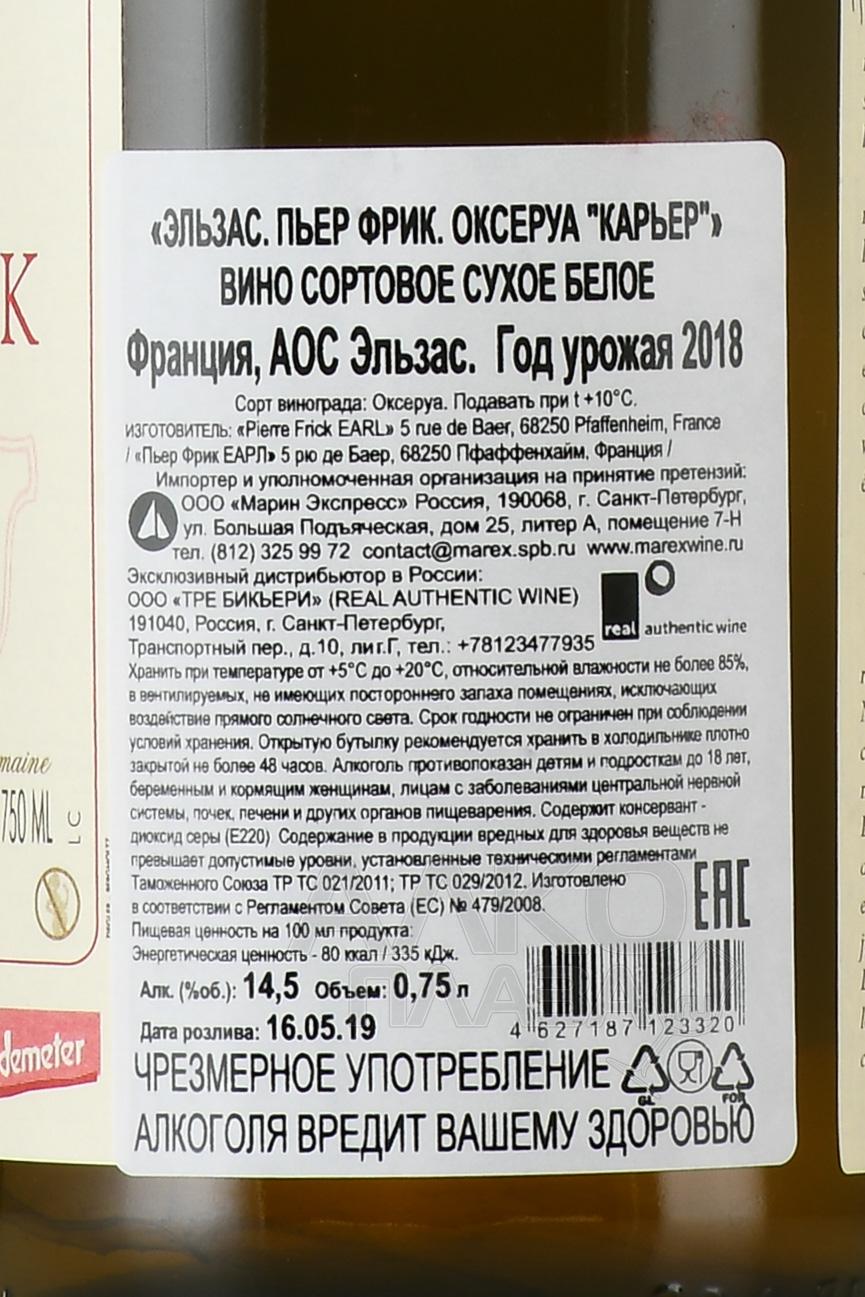 K
maine
750 ML
LC
demeter
«ЭЛЬЗАС. ПЬЕР ФРИК. ОКСЕРУА "КАРЬЕР"»
ВИНО СОРТОВОЕ СУХОЕ БЕЛОЕ
Франция, АОС Эльзас. Год урожая 2018
Сорт винограда: Оксеруа. Подавать при t +10°C.
ИЗГОТОВИТЕЛЬ: «Pierre Frick EARL» 5 rue de Baer, 68250 Pfaffenheim, France
/ «Пьер Фрик ЕАРЛ» 5 рю де Баер, 68250 Пфаффенхайм, Франция /
Импортер и уполномоченная организация на принятие претензий:
ООО «Марин Экспресс» Россия, 190068, г. Санкт-Петербург,
ул. Большая Подъяческая, дом 25, литер А, помещение 7-Н
тел. (812) 325 99 72 contact@marex.spb.ru www.marexwine.ru
Эксклюзивный дистрибьютор в России:
ООО «ТРЕ БИКЬЕРИ» (REAL AUTHENTIC WINE)
191040, Россия, г. Санкт-Петербург,
Транспортный пер., д.10, лит.Г, тел.: +78123477935
real authentic wine
Хранить при температуре от +5°C до +20°C, относительной влажности не более 85%,
в вентилируемых, не имеющих постороннего запаха помещениях, исключающих
воздействие прямого солнечного света. Срок годности не ограничен при соблюдении
условий хранения. Открытую бутылку рекомендуется хранить в холодильнике плотно
закрытой не более 48 часов. Алкоголь противопоказан детям и подросткам до 18 лет,
беременным и кормящим женщинам, лицам с заболеваниями центральной нервной
системы, почек, печени и других органов пищеварения. Содержит консервант -
диоксид серы (Е220) Содержание в продукции вредных для здоровья веществ не
превышает допустимые уровни, установленные техническими регламентами
Таможенного Союза ТР ТС 021/2011; ТР ТС 029/2012. Изготовлено
в соответствии с Регламентом Совета (ЕС) № 479/2008.
EAC
Пищевая ценность на 100 мл продукта:
Энергетическая ценность - 80 ккал / 335 кДж.
Алк. (%об.): 14,5 Объем: 0,75 л
Дата розлива: 16.05.19
4 627187 123320
ЧРЕЗМЕРНОЕ УПОТРЕБЛЕНИЕ
GL FOR
АЛКОГОЛЯ ВРЕДИТ ВАШЕМУ ЗДОРОВЬЮ
АЛКО
ПЛАЗА